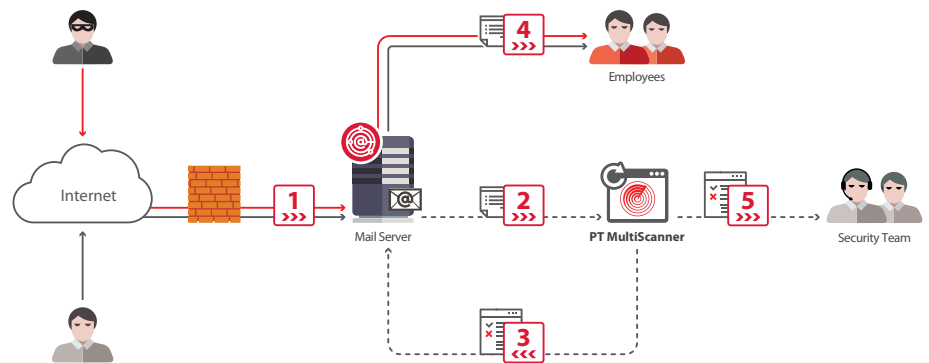 4
>>>
Employees
Internet
1
>>>
@
@
Mail Server
2
>>>
PT MultiScanner
5
>>>
Security Team
3
<<<